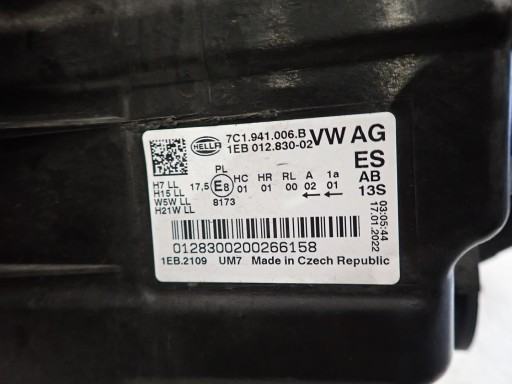 HELLA 7C1.941.006.B VW AG
1EB 012.830-02
ES
PL HC HR RL A 1a AB
H7 LL 17,5 E8 01 01 00 02 01 13S
H15 LL
W5W LL 8173 ← ←
H21W LL
03:05:44
17.01.2022
0128300200266158
1EB.2109 UM7 Made in Czech Republic